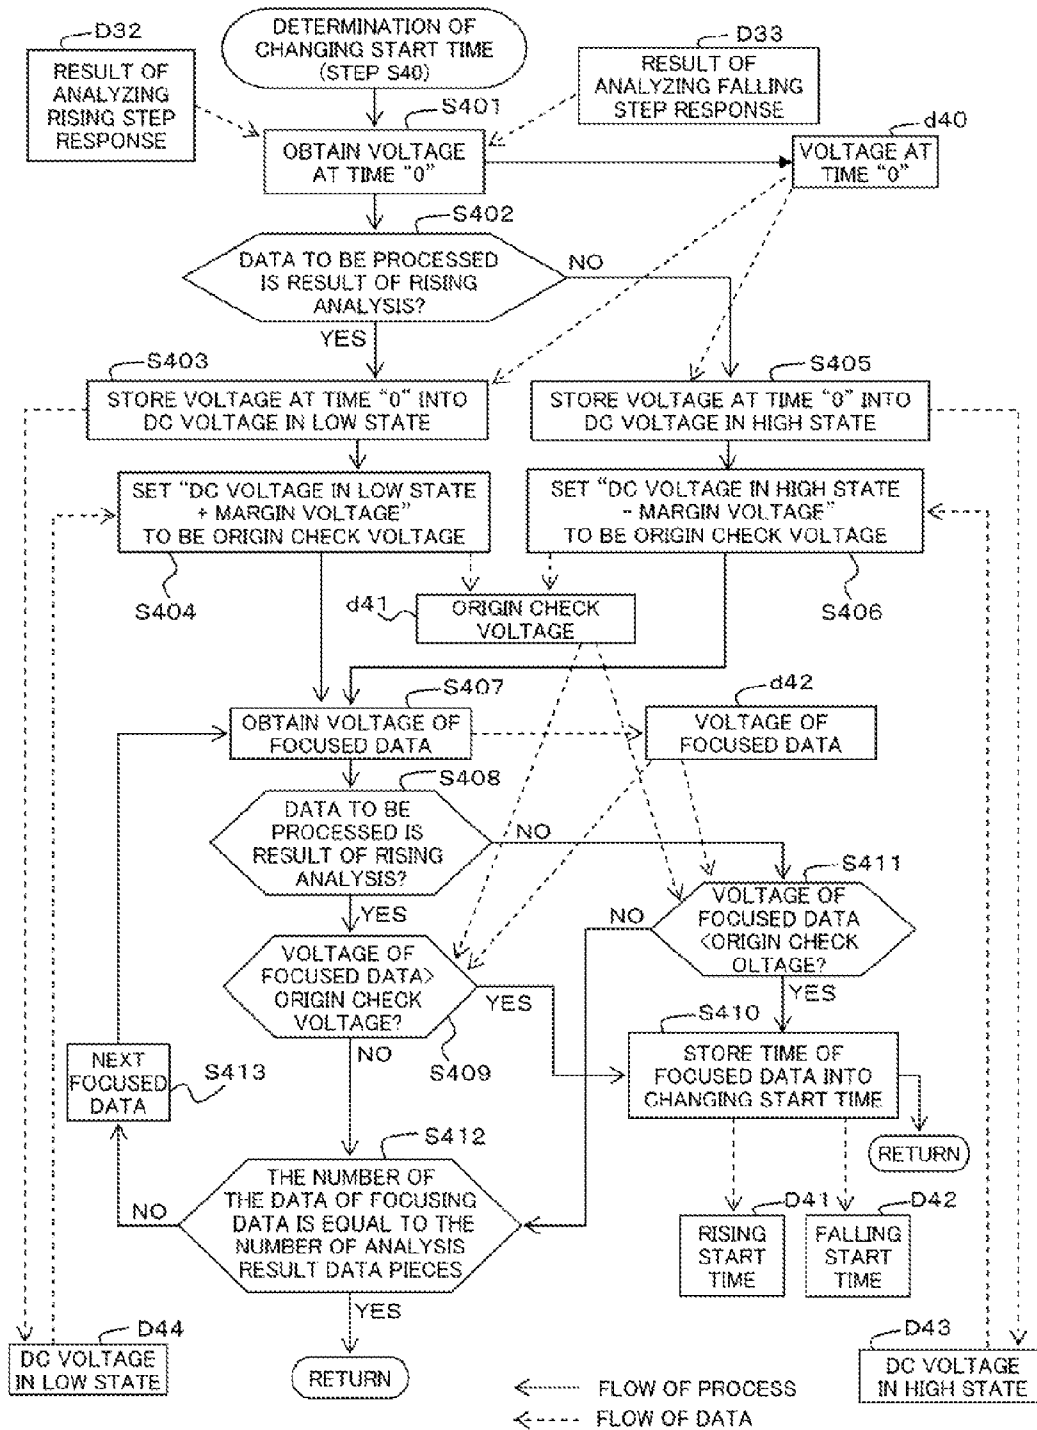 D32
RESULT OF
ANALYZING
RISING STEP
RESPONSE
DETERMINATION OF
CHANGING START TIME
(STEP S40)
D33
RESULT OF
ANALYZING FALLING
STEP RESPONSE
S401
OBTAIN VOLTAGE
AT TIME "0"
d40
VOLTAGE AT
TIME "0"
S402
DATA TO BE PROCESSED
IS RESULT OF RISING
ANALYSIS?
NO
YES
S403
STORE VOLTAGE AT TIME "0" INTO
DC VOLTAGE IN LOW STATE
S405
STORE VOLTAGE AT TIME "0" INTO
DC VOLTAGE IN HIGH STATE
SET "DC VOLTAGE IN LOW STATE
+ MARGIN VOLTAGE"
TO BE ORIGIN CHECK VOLTAGE
S404
SET "DC VOLTAGE IN HIGH STATE
- MARGIN VOLTAGE"
TO BE ORIGIN CHECK VOLTAGE
S406
d41
ORIGIN CHECK
VOLTAGE
S407
OBTAIN VOLTAGE OF
FOCUSED DATA
d42
VOLTAGE OF
FOCUSED DATA
S408
DATA TO BE
PROCESSED IS
RESULT OF RISING
ANALYSIS?
NO
YES
S411
VOLTAGE OF
FOCUSED DATA
<ORIGIN CHECK
OLTAGE?
NO
YES
VOLTAGE OF
FOCUSED DATA>
ORIGIN CHECK
VOLTAGE?
YES
NO
S409
S410
STORE TIME OF
FOCUSED DATA INTO
CHANGING START TIME
RETURN
NEXT
FOCUSED
DATA
S413
S412
THE NUMBER OF
THE DATA OF FOCUSING
DATA IS EQUAL TO THE
NUMBER OF ANALYSIS
RESULT DATA PIECES
NO
YES
RETURN
D41
RISING
START
TIME
D42
FALLING
START
TIME
D44
DC VOLTAGE
IN LOW STATE
D43
DC VOLTAGE
IN HIGH STATE
FLOW OF PROCESS
FLOW OF DATA